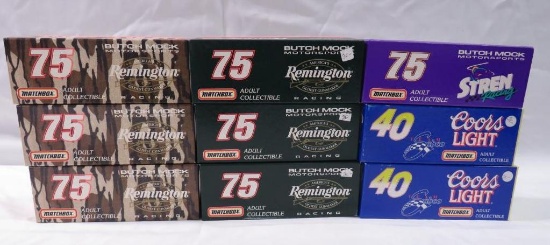 75
BUTCH MOCK
MOTORSPORTS
Remington
RACING
MATCHBOX
ADULT
COLLECTIBLE
75
BUTCH MOCK
MOTORSPORTS
AMERICA'S
Remington
RACING
MATCHBOX
ADULT
COLLECTIBLE
75
BUTCH MOCK
MOTORSPORTS
STREN
Racing
MATCHBOX
ADULT
COLLECTIBLE
75
BUTCH MOCK
MOTORSPORTS
Remington
RACING
MATCHBOX
ADULT
COLLECTIBLE
75
BUTCH MOCK
MOTORSPORTS
Remington
RACING
MATCHBOX
ADULT
COLLECTIBLE
40
Coors
LIGHT
MATCHBOX
ADULT
COLLECTIBLE
75
BUTCH MOCK
MOTORSPORTS
Remington
RACING
MATCHBOX
ADULT
COLLECTIBLE
75
BUTCH MOCK
MOTORSPORTS
Remington
RACING
MATCHBOX
ADULT
COLLECTIBLE
40
Coors
LIGHT
MATCHBOX
ADULT
COLLECTIBLE